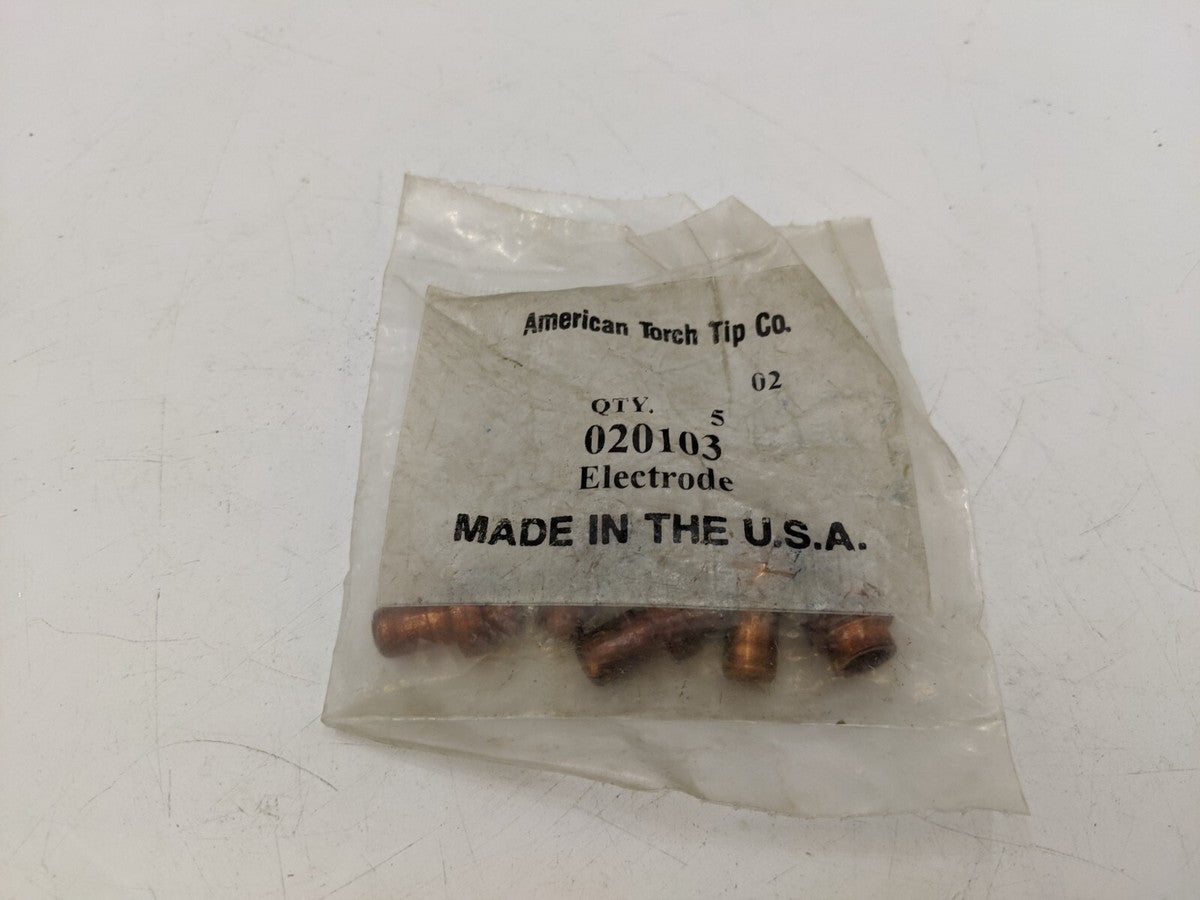 American Torch Tip Co.
02
QTY. 5
020103
Electrode
MADE IN THE U.S.A.